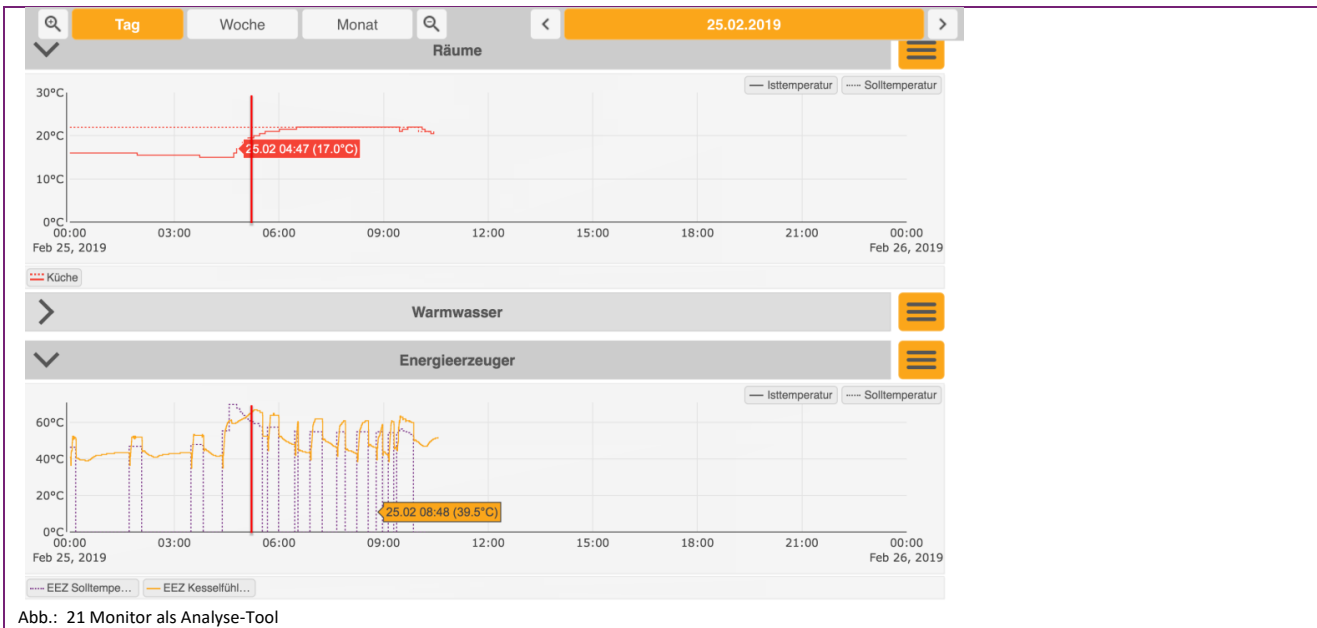 Tag Woche Monat < 25.02.2019 >
Räume
Isttemperatur Solltemperatur
30°C
20°C
25.02 04:47 (17.0°C)
10°C
0°C
00:00 03:00 06:00 09:00 12:00 15:00 18:00 21:00 00:00
Feb 25, 2019 Feb 26, 2019
Küche
Warmwasser
Energieerzeuger
Isttemperatur Solltemperatur
60°C
40°C
20°C
25.02 08:48 (39.5°C)
0°C
00:00 03:00 06:00 09:00 12:00 15:00 18:00 21:00 00:00
Feb 25, 2019 Feb 26, 2019
EEZ Solltempe... EEZ Kesselfühl...
Abb.: 21 Monitor als Analyse-Tool